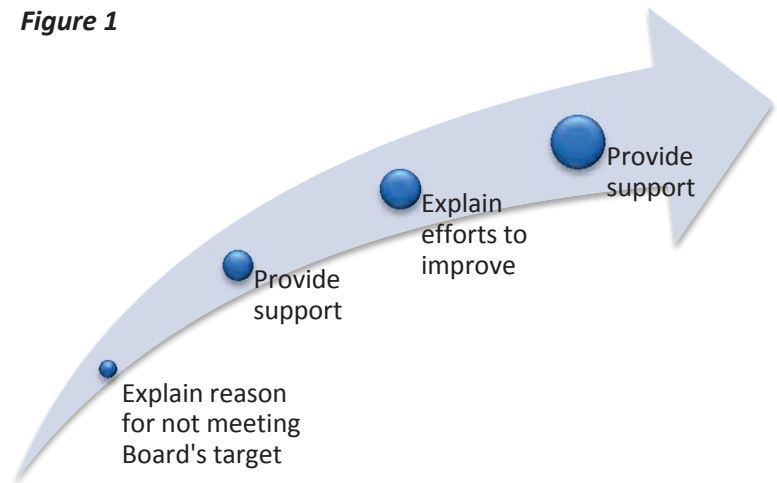 Figure 1
Explain reason
for not meeting
Board's target
Provide
support
Explain
efforts to
improve
Provide
support